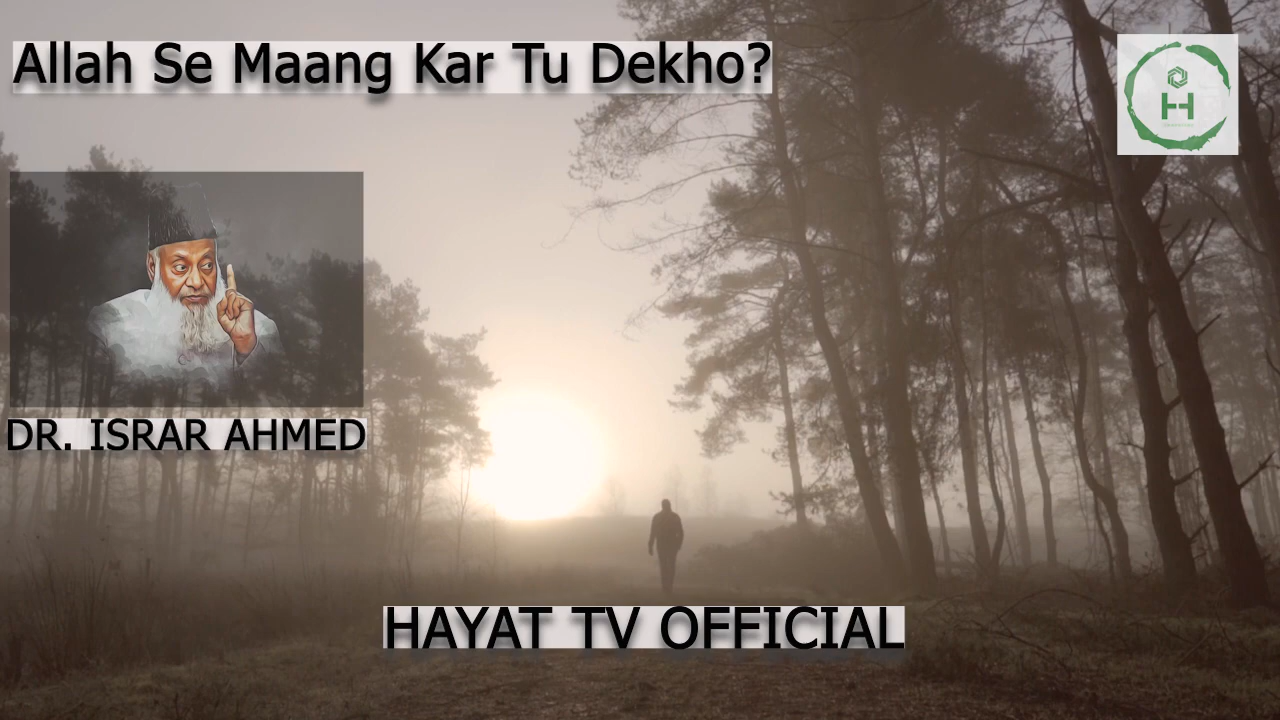 Allah Se Maang Kar Tu Dekho?
H
DR. ISRAR AHMED
HAYAT TV OFFICIAL